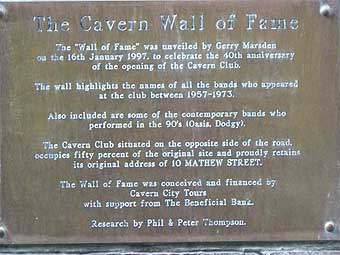 The Cavern Wall of Fame
The "Wall of Fame" was unveiled by Gerry Marsden
on the 16th January 1997, to celebrate the 40th anniversary
of the opening of the Cavern Club.
The wall highlights the names of all the bands who appeared
at the club between 1957-1973.
Also included are some of the contemporary bands who
performed in the 90's (Oasis, Dodgy).
The Cavern Club situated on the opposite side of the road,
occupies fifty percent of the original site and proudly retains
its original address of 10 MATHEW STREET.
The Wall of Fame was conceived and financed by
Cavern City Tours
with support from The Beneficial Bank.
Research by Phil & Peter Thompson.